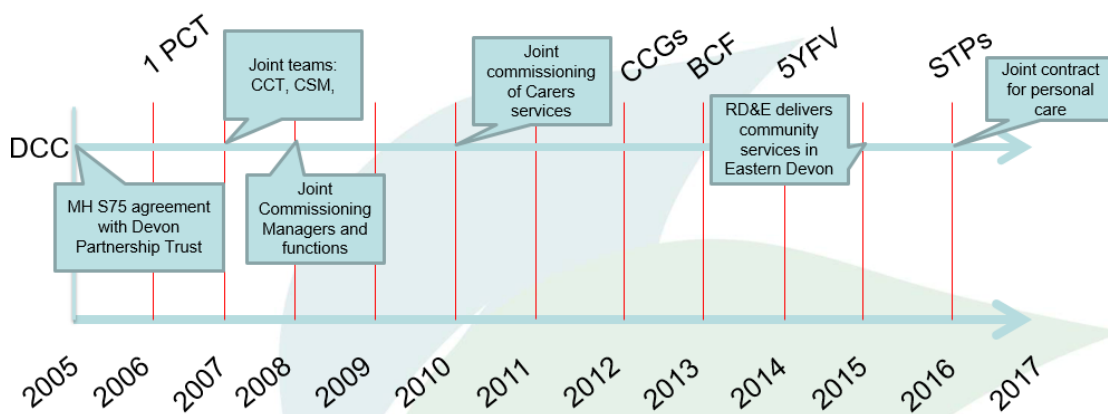 1 PCT
CCGs
BCF
5YFV
STPs
Joint teams:
CCT, CSM,
Joint
commissioning
of Carers
services
Joint contract
for personal
care
RD&E delivers
community
services in
Eastern Devon
DCC
MH S75 agreement
with Devon
Partnership Trust
Joint
Commissioning
Managers and
functions
2005
2006
2007
2008
2009
2010
2011
2012
2013
2014
2015
2016
2017